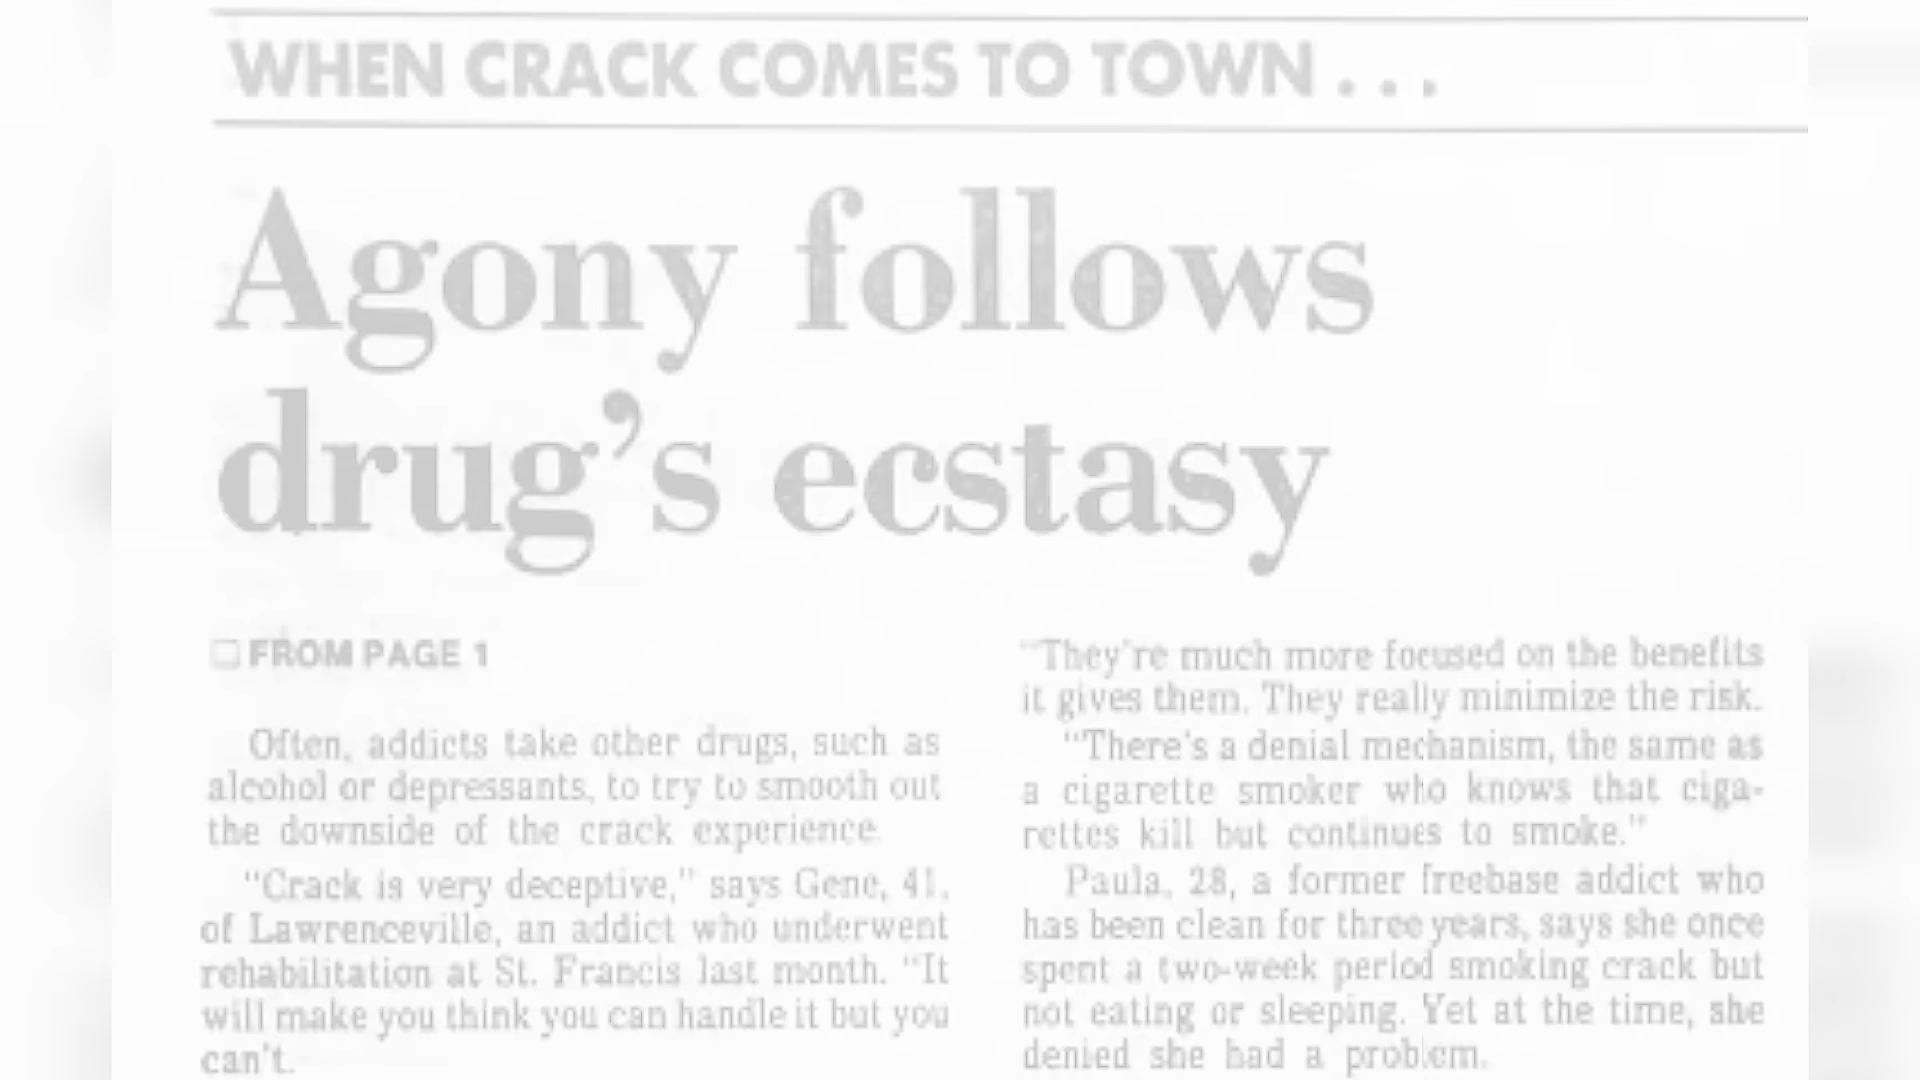 WHEN CRACK COMES TO TOWN . . .
Agony follows
drug's ecstasy
❏ FROM PAGE 1
Often, addicts take other drugs, such as
alcohol or depressants, to try to smooth out
the downside of the crack experience.
"Crack is very deceptive," says Gene, 41,
of Lawrenceville, an addict who underwent
rehabilitation at St. Francis last month. "It
will make you think you can handle it but you
can't.
"They're much more focused on the benefits
it gives them. They really minimize the risk.
"There's a denial mechanism, the same as
a cigarette smoker who knows that ciga-
rettes kill but continues to smoke."
Paula, 28, a former freebase addict who
has been clean for three years, says she once
spent a two-week period smoking crack but
not eating or sleeping. Yet at the time, she
denied she had a problem.